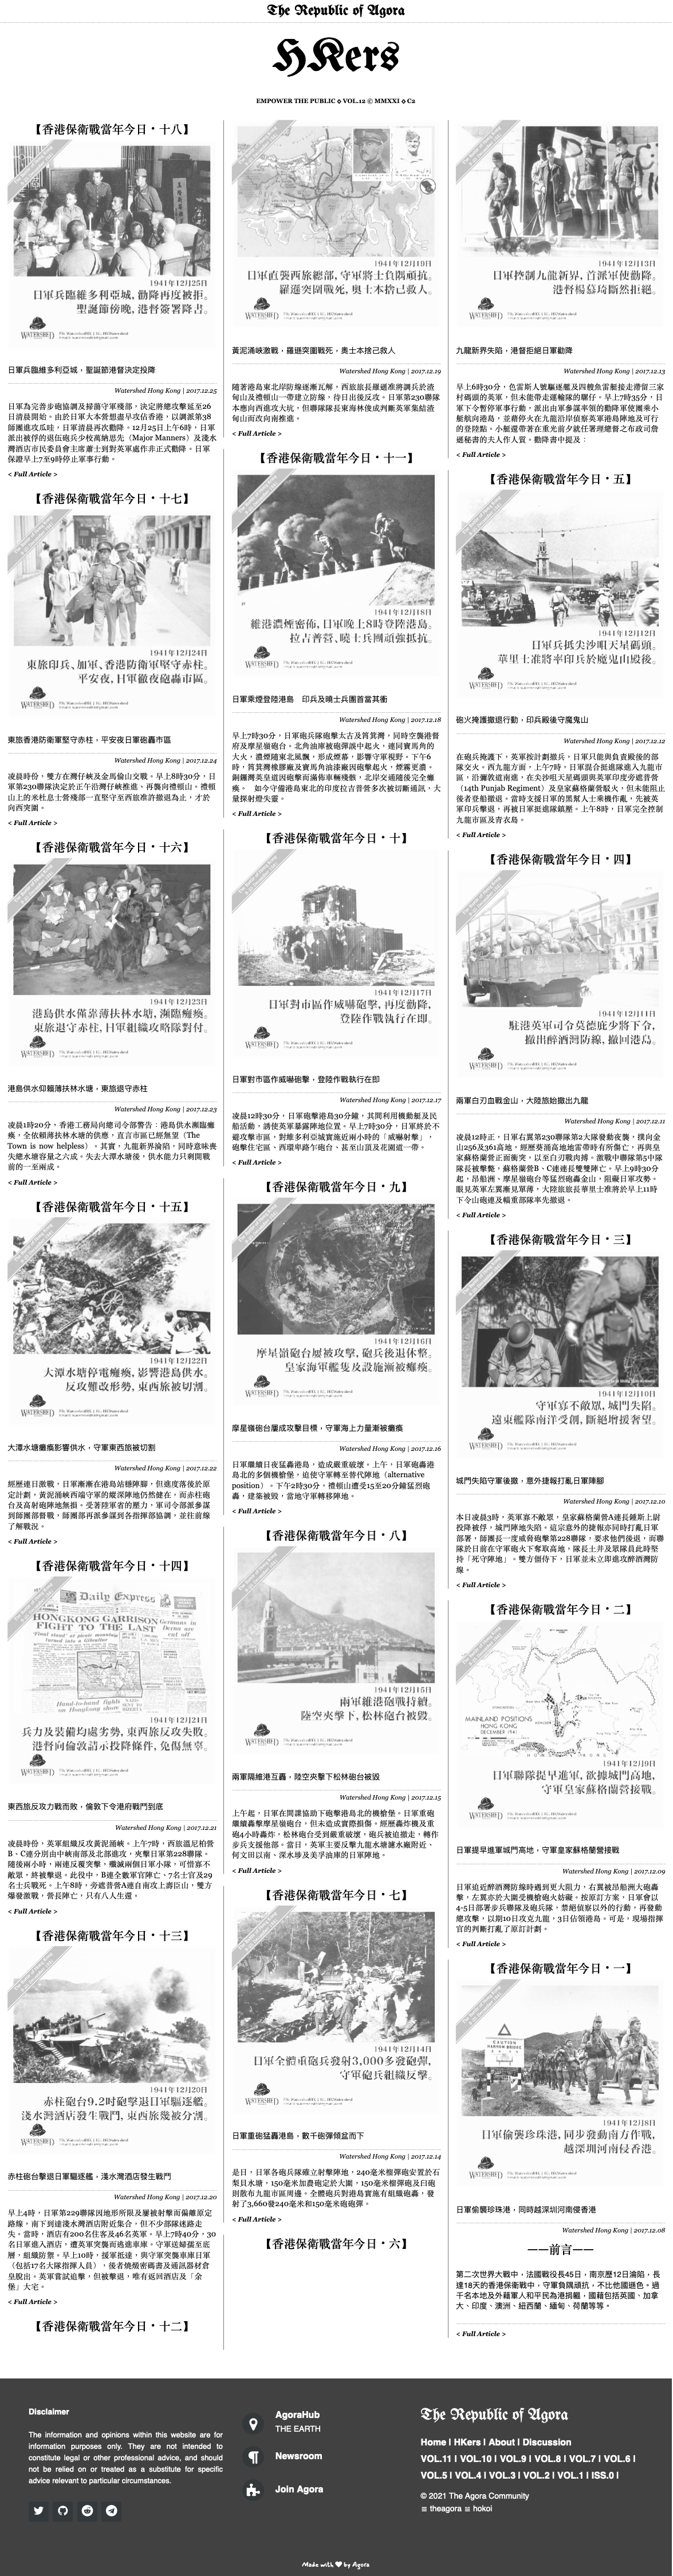 The Republic of Agora
HKers
EMPOWER THE PUBLIC ◊ VOL.12 © MMXXI ◊ C2
【香港保衛戰當年今日・十八】
1941年12月25日
日軍兵臨維多利亞城，勸降再度被拒。
聖誕節傍晚，港督簽署降書。
WATERSHED
日軍兵臨維多利亞城，聖誕節港督決定投降
Watershed Hong Kong | 2017.12.25
日軍為完善步砲協調及掃蕩守軍殘部，決定將總攻擊延至26
日清晨開始。由於日軍大本營想盡早攻佔香港，以調派第38
師團進攻瓜哇，日軍清晨再次勸降。12月25日上午6時，日軍
派出被俘的退伍砲兵少校萬納思先（Major Manners）及淺水
灣酒店市民委員會主席蕭士到對英軍處作非正式勸降。日軍
保證早上7至9時停止軍事行動。
< Full Article >
【香港保衛戰當年今日・十七】
1941年12月24日
東旅印兵、加軍、香港防衛軍堅守赤柱。
平安夜，日軍徹夜砲轟市區。
WATERSHED
東旅香港防衛軍堅守赤柱，平安夜日軍砲轟市區
Watershed Hong Kong | 2017.12.24
凌晨時份，雙方在灣仔峽及金馬倫山交戰。早上8時30分，日
軍第230聯隊決定於正午沿灣仔峽推進、再襲向禮頓山。禮頓
山上的米杜息士營殘部一直堅守至西旅准許撤退為止，才於
向西突圍。
< Full Article >
【香港保衛戰當年今日・十六】
1941年12月23日
港島供水僅靠薄扶林水塘，瀕臨癱瘓。
東旅退守赤柱，日軍組織攻略隊對付。
WATERSHED
港島供水仰賴薄扶林水塘，東旅退守赤柱
Watershed Hong Kong | 2017.12.23
凌晨1時20分，香港工務局向總司令部警告：港島供水瀕臨癱
瘓，全依賴薄扶林水塘的供應，直言市區已經無望（The
Town is now helpless）。其實，九龍新界淪陷，同時意味喪
失總水塘容量之六成。失去大潭水塘後，供水能力只剩開戰
前的一至兩成。
< Full Article >
【香港保衛戰當年今日・十五】
1941年12月22日
大潭水塘停電癱瘓，影響港島供水。
反攻難改形勢，東西旅被切割。
WATERSHED
大潭水塘癱瘓影響供水，守軍東西旅被切割
Watershed Hong Kong | 2017.12.22
經歷連日激戰，日軍漸漸在港島站穩陣腳，但進度落後於原
定計劃。黃泥涌峽西端守軍的縱深陣地仍然健在，而赤柱砲
台及高射砲陣地無損。受著陸軍省的壓力，軍司令部派參謀
到師團部督戰，師團部再派參謀到各指揮部協調，並往前線
了解戰況。
< Full Article >
【香港保衛戰當年今日・十四】
Daily Express
HONGKONG GARRISON
FIGHT TO THE LAST
1941年12月21日
兵力及裝備均處劣勢，東西旅反攻失敗。
港督向倫敦請示投降條件，免傷無辜。
WATERSHED
東西旅反攻力戰而敗，倫敦下令港府戰鬥到底
Watershed Hong Kong | 2017.12.21
凌晨時份，英軍組織反攻黃泥涌峽。上午7時，西旅溫尼柏營
B、C連分別由中峽南部及北部進攻，夾擊日軍第228聯隊。
隨後兩小時，兩連反覆突擊，殲滅兩個日軍小隊，可惜寡不
敵眾，終被擊退。此役中，B連全數軍官陣亡、7名士官及29
名士兵戰死。上午8時，旁遮普營A連自南攻上壽臣山，雙方
爆發激戰，營長陣亡，只有八人生還。
< Full Article >
【香港保衛戰當年今日・十三】
1941年12月20日
赤柱砲台9.2吋砲擊退日軍驅逐艦。
淺水灣酒店發生戰鬥，東西旅幾被分割。
WATERSHED
赤柱砲台擊退日軍驅逐艦，淺水灣酒店發生戰鬥
Watershed Hong Kong | 2017.12.20
早上4時，日軍第229聯隊因地形所限及屢被射擊而偏離原定
路線，南下到達淺水灣酒店附近集合，但不少部隊迷路走
失。當時，酒店有200名住客及46名英軍。早上7時40分，30
名日軍進入酒店，遭英軍突襲而逃進車庫。守軍送婦孺至底
層，組織防禦。早上10時，援軍抵達，與守軍突襲車庫日軍
（包括17名大隊指揮人員），後者燒燬密碼書及通訊器材倉
皇脫出。英軍嘗試追擊，但被擊退，唯有返回酒店及「余
堡」大宅。
< Full Article >
【香港保衛戰當年今日・十二】
1941年12月19日
日軍直襲西旅總部，守軍將士負隅頑抗。
羅遜突圍戰死，奧士本捨己救人。
WATERSHED
黃泥涌峽激戰，羅遜突圍戰死，奧士本捨己救人
Watershed Hong Kong | 2017.12.19
隨著港島東北岸防線逐漸瓦解，西旅旅長羅遜准將調兵於渣
甸山及禮頓山一帶建立防線，待日出後反攻。日軍第230聯隊
本應向西進攻大坑，但聯隊隊長東海林俊成判斷英軍集結渣
甸山而改向南推進。
< Full Article >
【香港保衛戰當年今日・十一】
1941年12月18日
維港濃煙密佈，日軍晚上8時登陸港島。
拉吉普營、曉士兵團頑強抵抗。
WATERSHED
日軍乘煙登陸港島　印兵及曉士兵團首當其衝
Watershed Hong Kong | 2017.12.18
早上7時30分，日軍砲兵隊砲擊太古及筲箕灣，同時空襲港督
府及摩星嶺砲台。北角油庫被砲彈誤中起火，連同寶馬角的
大火，濃煙隨東北風飄，形成煙幕，影響守軍視野。下午6
時，筲箕灣橡膠廠及寶馬角油漆廠因砲擊起火，煙霧更濃。
銅鑼灣英皇道因砲擊而滿佈車輛殘骸，北岸交通隨後完全癱
瘓。　如今守備港島東北的印度拉吉普營多次被切斷通訊，大
量探射燈失靈。
< Full Article >
【香港保衛戰當年今日・十】
1941年12月17日
日軍對市區作威嚇砲擊，再度勸降，
登陸作戰執行在即。
WATERSHED
日軍對市區作威嚇砲擊，登陸作戰執行在即
Watershed Hong Kong | 2017.12.17
凌晨12時30分，日軍砲擊港島30分鐘，其間利用機動艇及民
船活動，誘使英軍暴露陣地位置。早上7時30分，日軍終於不
避攻擊市區，對維多利亞城實施近兩小時的「威嚇射擊」，
砲擊住宅區、西環卑路乍砲台、甚至山頂及花園道一帶。
< Full Article >
【香港保衛戰當年今日・九】
1941年12月16日
摩星嶺砲台屢被攻擊，砲兵後退休整。
皇家海軍艦隻及設施漸被癱瘓。
WATERSHED
摩星嶺砲台屢成攻擊目標，守軍海上力量漸被癱瘓
Watershed Hong Kong | 2017.12.16
日軍繼續日夜猛轟港島，造成嚴重破壞。上午，日軍砲轟港
島北的多個機槍堡，迫使守軍轉至替代陣地（alternative
position）。下午2時30分，禮頓山遭受15至20分鐘猛烈砲
轟，建築被毀，當地守軍轉移陣地。
< Full Article >
【香港保衛戰當年今日・八】
1941年12月15日
兩軍維港砲戰持續。
陸空夾擊下，松林砲台被毀。
WATERSHED
兩軍隔維港互轟，陸空夾擊下松林砲台被毀
Watershed Hong Kong | 2017.12.15
上午起，日軍在間諜協助下砲擊港島北的機槍堡。日軍重砲
繼續轟擊摩星嶺砲台，但未造成實際損傷。經歷轟炸機及重
砲4小時轟炸，松林砲台受到嚴重破壞，砲兵被迫撤走，轉作
步兵支援他部。當日，英軍主要反擊九龍水塘濾水廠附近、
何文田以南、深水埗及美孚油庫的日軍陣地。
< Full Article >
【香港保衛戰當年今日・七】
1941年12月14日
日軍全體重砲兵發射3,000多發砲彈，
守軍砲兵組織反擊。
WATERSHED
日軍重砲猛轟港島，數千砲彈傾盆而下
Watershed Hong Kong | 2017.12.14
是日，日軍各砲兵隊確立射擊陣地，240毫米榴彈砲安置於石
梨貝水塘，150毫米加農砲定於大圍，150毫米榴彈砲及臼砲
則散布九龍市區周邊。全體砲兵對港島實施有組織砲轟，發
射了3,660發240毫米和150毫米砲砲彈。
< Full Article >
【香港保衛戰當年今日・六】
1941年12月13日
日軍控制九龍新界，首派軍使勸降。
港督楊慕琦斷然拒絕。
WATERSHED
九龍新界失陷，港督拒絕日軍勸降
Watershed Hong Kong | 2017.12.13
早上6時30分，色雷斯人號驅逐艦及四艘魚雷艇接走滯留三家
村碼頭的英軍，但未能帶走運輸隊的騾仔。早上7時35分，日
軍下令暫停軍事行動，派出由軍參謀率領的勸降軍使團乘小
艇航向港島，並趁停火在九龍沿岸偵察英軍港島陣地及可行
的登陸點。小艇還帶著在重光前夕就任署理總督之布政司詹
遜秘書的夫人作人質。勸降書中提及：
< Full Article >
【香港保衛戰當年今日・五】
1941年12月12日
日軍兵抵尖沙咀天星碼頭。
華里士准將率印兵於魔鬼山殿後。
WATERSHED
砲火掩護撤退行動，印兵殿後守魔鬼山
Watershed Hong Kong | 2017.12.12
在砲兵掩護下，英軍按計劃撤兵，日軍只能與負責殿後的部
隊交火。西九龍方面，上午7時，日軍混合挺進隊進入九龍市
區，沿彌敦道南進，在尖沙咀天星碼頭與英軍印度旁遮普營
（14th Punjab Regiment）及皇家蘇格蘭營駁火，但未能阻止
後者登船撤退。當時支援日軍的黑幫人士乘機作亂，先被英
軍印兵擊退，再被日軍挺進隊鎮壓。上午8時，日軍完全控制
九龍市區及青衣島。
< Full Article >
【香港保衛戰當年今日・四】
1941年12月11日
駐港英軍司令莫德庇少將下令，
撤出醉酒灣防線，撤回港島。
WATERSHED
兩軍白刃血戰金山，大陸旅始撤出九龍
Watershed Hong Kong | 2017.12.11
凌晨12時正，日軍右翼第230聯隊第2大隊發動夜襲，撲向金
山256及361高地，經歷葵涌高地地雷帶時有所傷亡，再與皇
家蘇格蘭營正面衝突，以至白刃戰肉搏。激戰中聯隊第5中隊
隊長被擊斃，蘇格蘭營B、C連連長雙雙陣亡。早上9時30分
起，昂船洲、摩星嶺砲台等猛烈砲轟金山，阻礙日軍攻勢。
眼見英軍左翼漸見單薄，大陸旅旅長華里士准將於早上11時
下令山砲連及輜重部隊率先撤退。
< Full Article >
【香港保衛戰當年今日・三】
1941年12月10日
守軍寡不敵眾，城門失陷。
遠東艦隊南洋受創，斷絕增援奢望。
WATERSHED
城門失陷守軍後撤，意外捷報打亂日軍陣腳
Watershed Hong Kong | 2017.12.10
本日凌晨3時，英軍寡不敵眾，皇家蘇格蘭營A連長鍾斯上尉
投降被俘，城門陣地失陷。這宗意外的捷報亦同時打亂日軍
部署，師團長一度威脅砲擊第228聯隊，要求他們後退，而聯
隊於日前在守軍砲火下奪取高地，隊長土井及眾隊員此時堅
持「死守陣地」。雙方僵侍下，日軍並未立即進攻醉酒灣防
線。
< Full Article >
【香港保衛戰當年今日・二】
MAINLAND POSITIONS
HONG KONG
DECEMBER 1941
1941年12月9日
日軍聯隊提早進軍，欲據城門高地，
守軍皇家蘇格蘭營接戰。
WATERSHED
日軍提早進軍城門高地，守軍皇家蘇格蘭營接戰
Watershed Hong Kong | 2017.12.09
日軍迫近醉酒灣防線時遇到更大阻力，右翼被昂船洲大砲轟
擊，左翼亦於大圍受機槍砲火妨礙。按原訂方案，日軍會以
4-5日部署步兵聯隊及砲兵隊，禁絕偵察以外的行動，再發動
總攻擊，以期10日攻克九龍，3日佔領港島。可是，現場指揮
官的判斷打亂了原訂計劃。
< Full Article >
【香港保衛戰當年今日・一】
CAUTION
NARROW BRIDGE
1941年12月8日
日軍偷襲珍珠港，同步發動南方作戰，
越深圳河南侵香港。
WATERSHED
日軍偷襲珍珠港，同時越過深圳河南侵香港
Watershed Hong Kong | 2017.12.08
——前言——
第二次世界大戰中，法國戰役長45日，南京歷12日淪陷，長
達18天的香港保衛戰中，守軍負隅頑抗，不比他國遜色。過
千名本地及外籍軍人和平民為港捐軀，國籍包括英國、加拿
大、印度、澳洲、紐西蘭、緬甸、荷蘭等等。
< Full Article >
Disclaimer
The information and opinions within this website are for
information purposes only. They are not intended to
constitute legal or other professional advice, and should
not be relied on or treated as a substitute for specific
advice relevant to particular circumstances.
AgoraHub
THE EARTH
Newsroom
Join Agora
The Republic of Agora
Home | HKers | About | Discussion
VOL.11 | VOL.10 | VOL.9 | VOL.8 | VOL.7 | VOL.6 |
VOL.5 | VOL.4 | VOL.3 | VOL.2 | VOL.1 | ISS.0 |
© 2021 The Agora Community
theagora hokoi
Made with ♥ by Agora